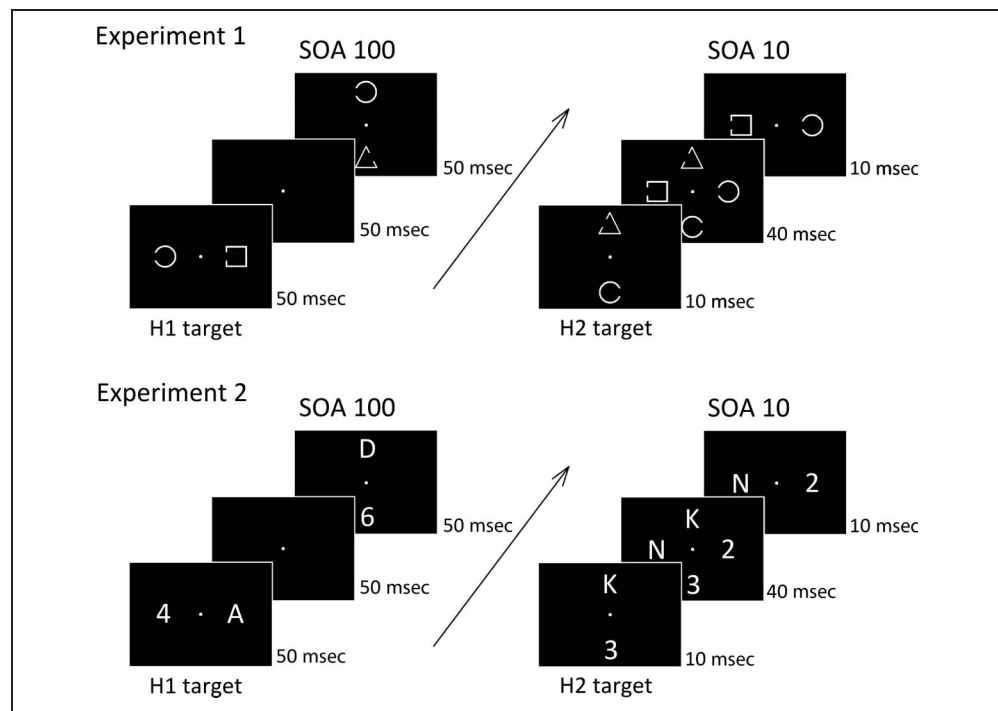 Experiment 1
SOA 100
50 msec
50 msec
50 msec
H1 target
SOA 10
10 msec
40 msec
10 msec
H2 target
Experiment 2
SOA 100
D
6
50 msec
50 msec
4 A
50 msec
H1 target
SOA 10
N 2
10 msec
K
N 2
3
40 msec
K
3
10 msec
H2 target